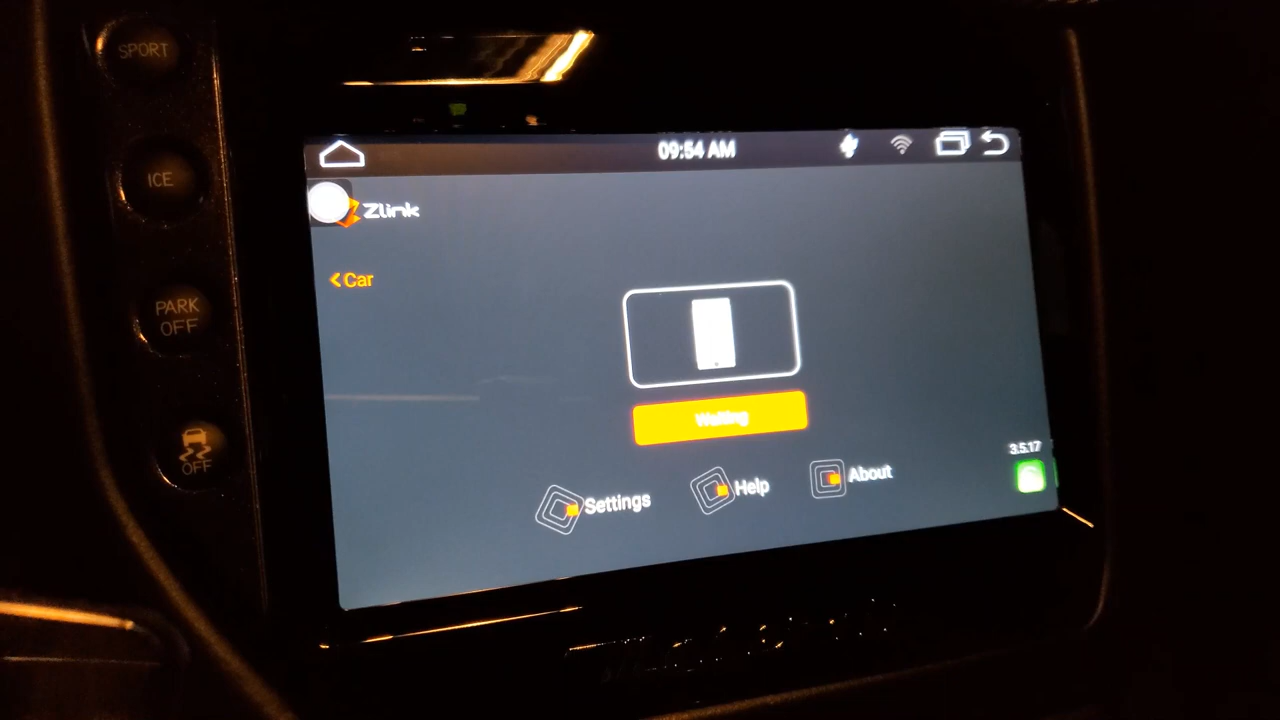 SPORT
ICE
PARK
OFF
OFF
09:54 AM
Zlink
Car
Waiting
Settings
Help
About
3.5.17